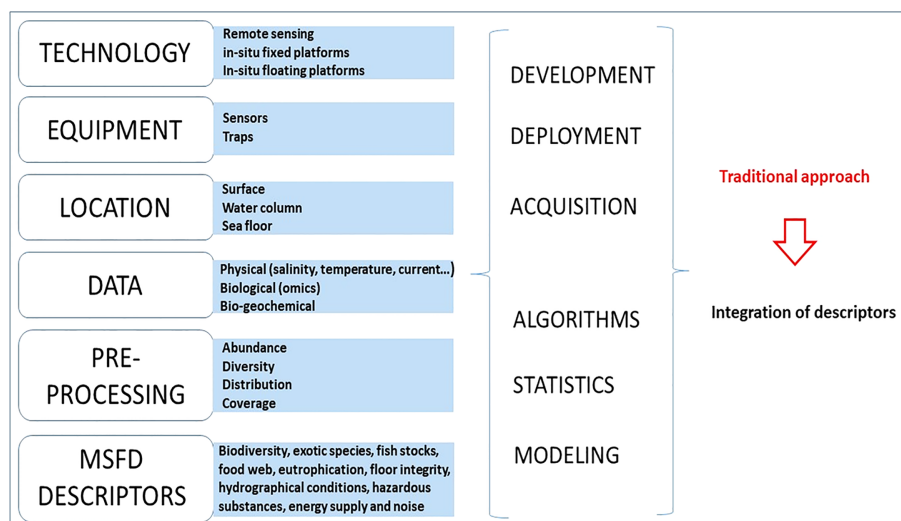 TECHNOLOGY
Remote sensing
in-situ fixed platforms
In-situ floating platforms
EQUIPMENT
Sensors
Traps
LOCATION
Surface
Water column
Sea floor
DATA
Physical (salinity, temperature, current...)
Biological (omics)
Bio-geochemical
PRE-
PROCESSING
Abundance
Diversity
Distribution
Coverage
MSFD
DESCRIPTORS
Biodiversity, exotic species, fish stocks,
food web, eutrophication, floor integrity,
hydrographical conditions, hazardous
substances, energy supply and noise
DEVELOPMENT
DEPLOYMENT
ACQUISITION
ALGORITHMS
STATISTICS
MODELING
Traditional approach
Integration of descriptors